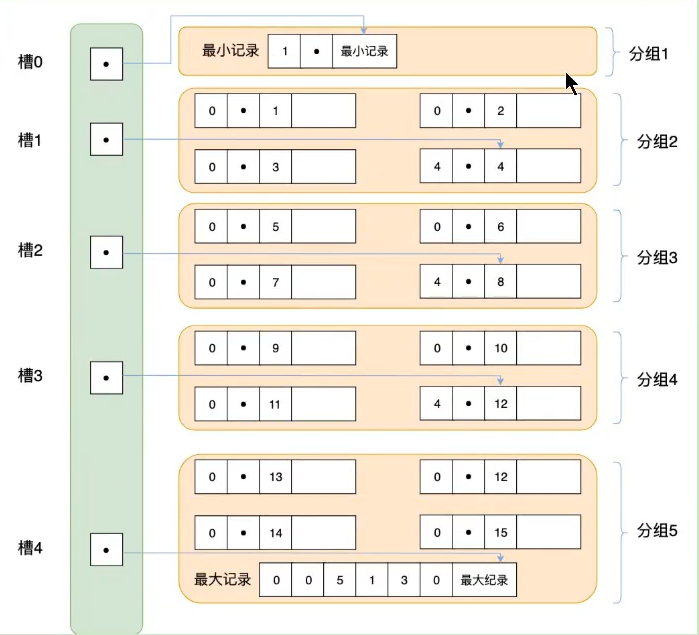 槽0
最小记录 1 • 最小记录
分组1
0 • 1
0 • 2
槽1
分组2
0 • 3
4 • 4
0 • 5
0 • 6
槽2
分组3
0 • 7
4 • 8
0 • 9
0 • 10
槽3
分组4
0 • 11
4 • 12
0 • 13
0 • 12
0 • 14
0 • 15
分组5
槽4
最大记录 0 0 5 1 3 0 最大纪录